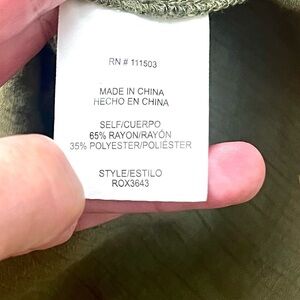 RN # 111503
MADE IN CHINA
HECHO EN CHINA
SELF/CUERPO
65% RAYON/RAYÓN
35% POLYESTER/POLIÉSTER
STYLE/ESTILO
ROX3643